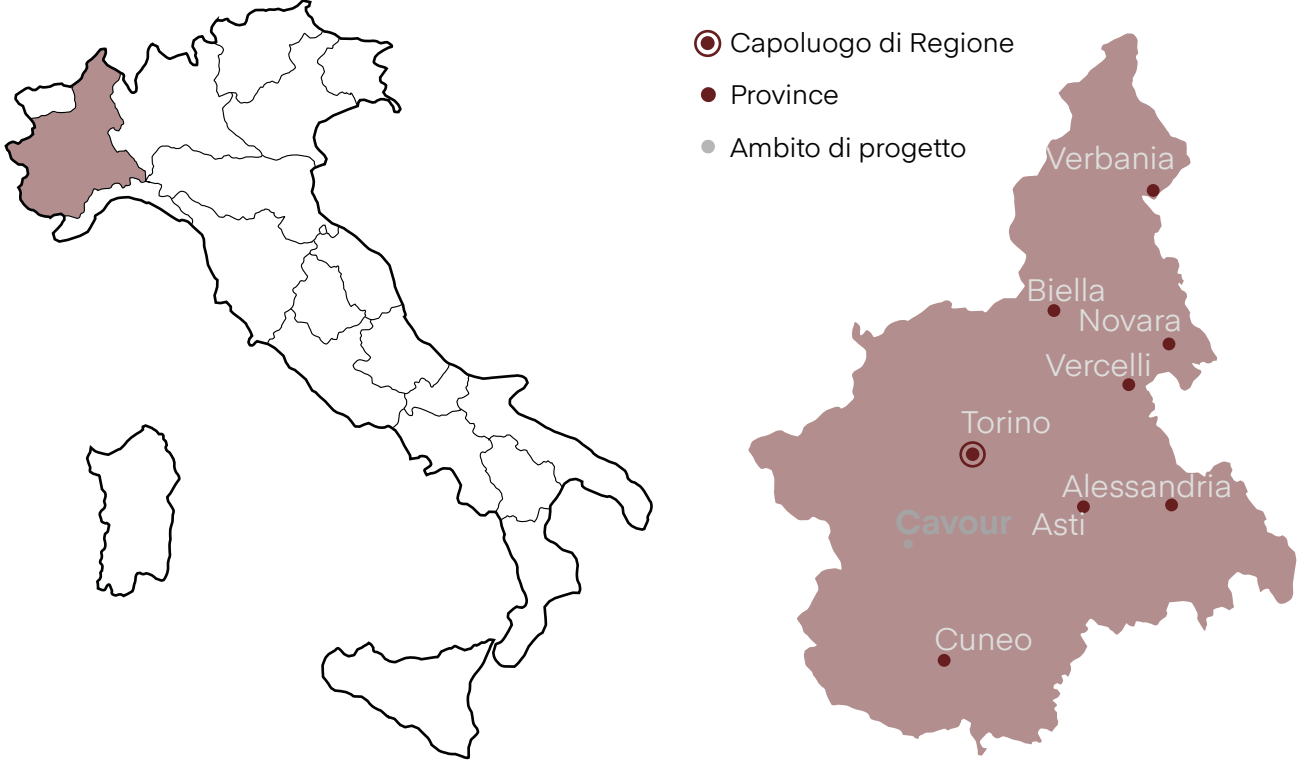 Capoluogo di Regione
Province
Ambito di progetto
Verbania
Biella
Novara
Vercelli
Torino
Alessandria
Cavour
Asti
Cuneo